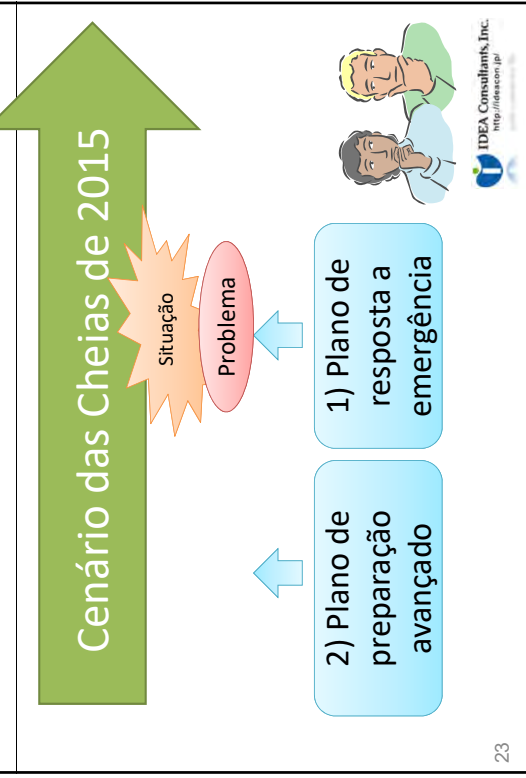 Cenário das Cheias de 2015
Situação
Problema
2) Plano de
preparação
avançado
1) Plano de
resposta a
emergência
IDEA Consultants, Inc.
http://ideacon.jp/
23